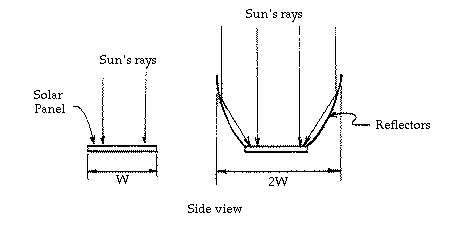 Sun's rays
Sun's rays
Solar
Panel
Reflectors
W
2W
Side view